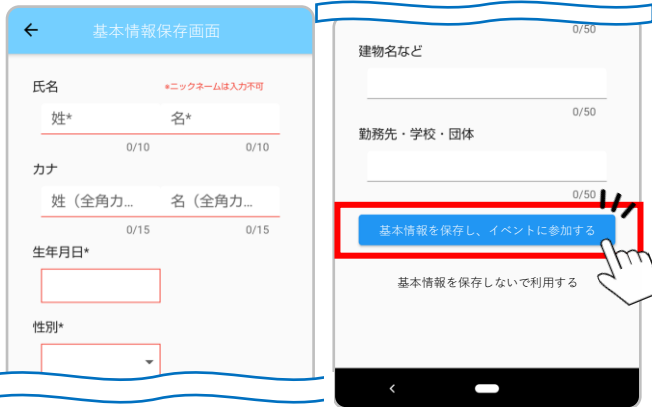 基本情報保存画面
氏名 *ニックネームは入力不可
姓* 名*
0/10 0/10
カナ
姓（全角カ... 名（全角カ...
0/15 0/15
生年月日*
性別*
0/50
建物名など
0/50
勤務先・学校・団体
0/50
基本情報を保存し、イベントに参加する
基本情報を保存しないで利用する